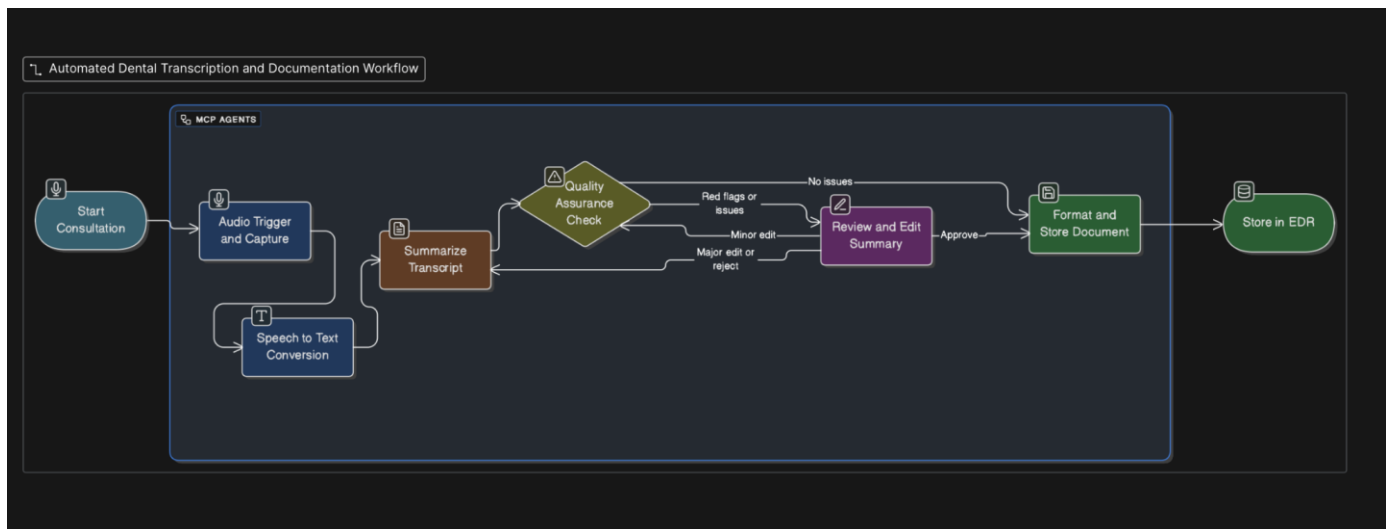 Automated Dental Transcription and Documentation Workflow
MCP AGENTS
Start
Consultation
Audio Trigger
and Capture
T
Speech to Text
Conversion
Summarize
Transcript
Quality
Assurance
Check
No issues
Red flags or
issues
Minor edit
Major edit or
reject
Review and Edit
Summary
Approve
Format and
Store Document
Store in EDR